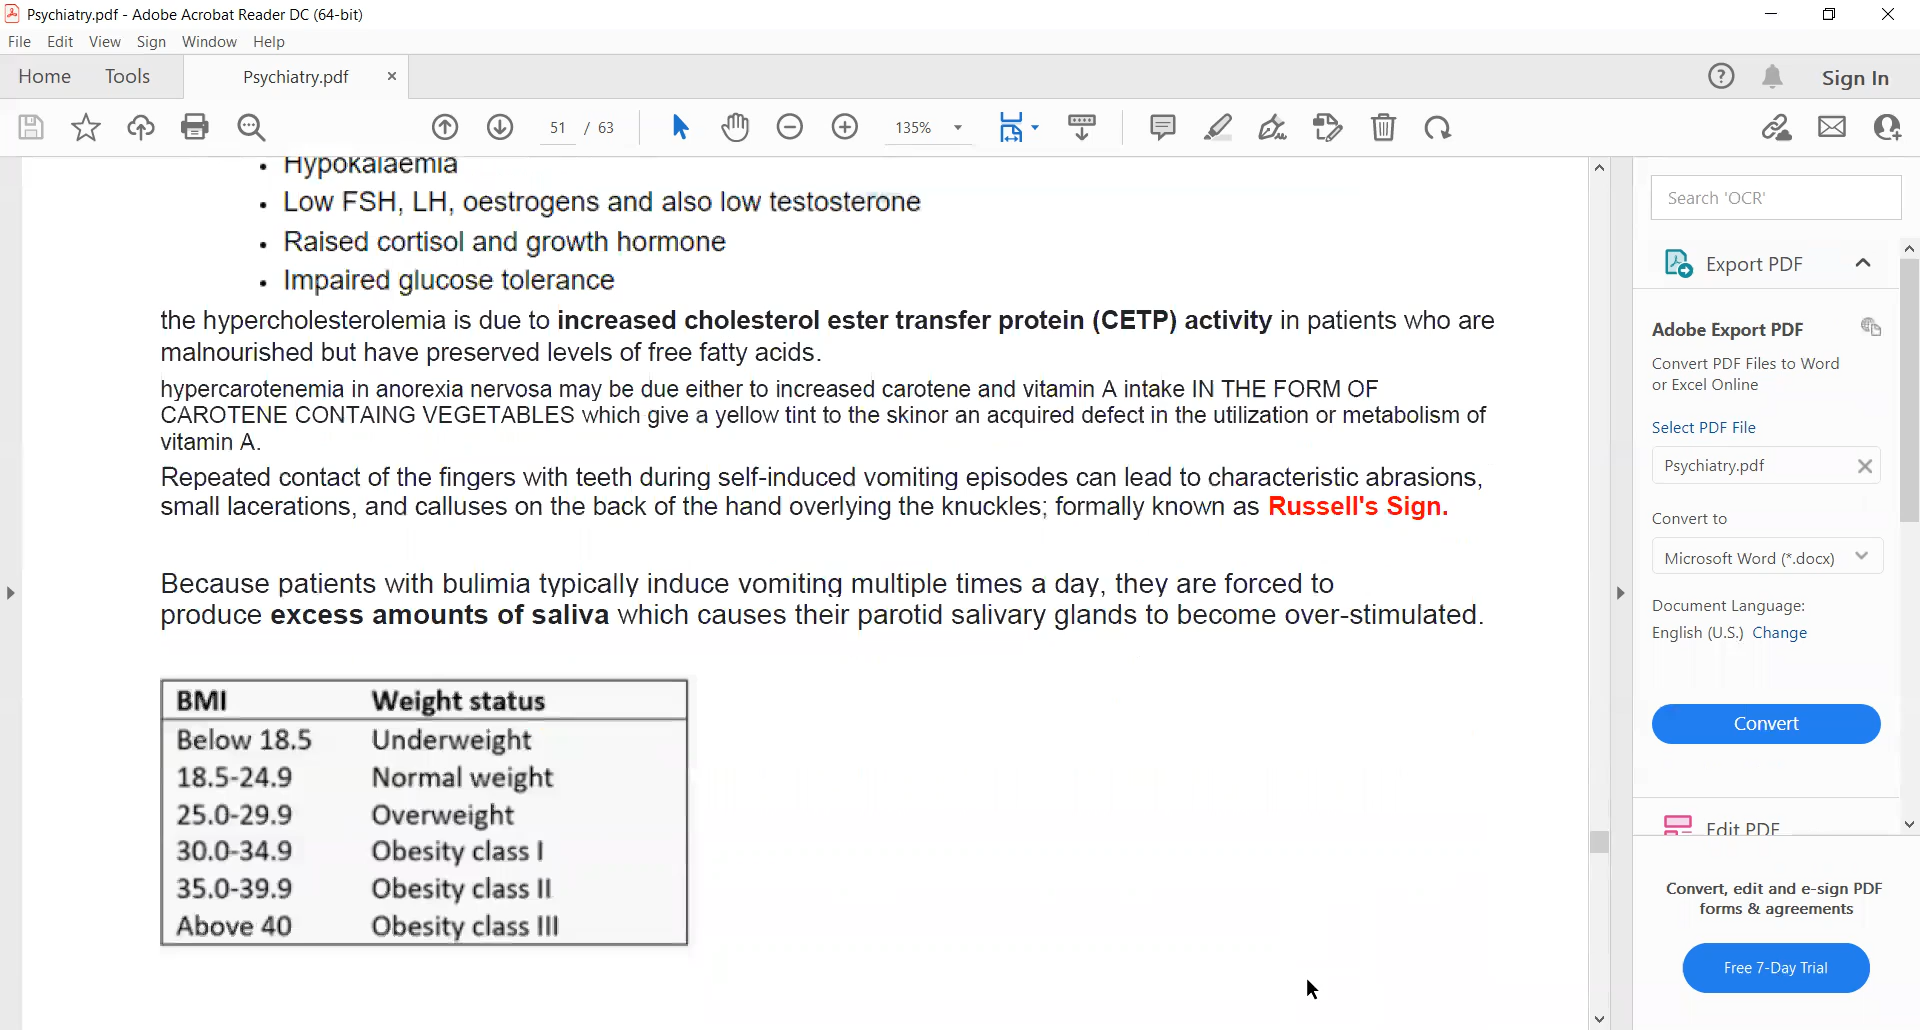 Psychiatry.pdf - Adobe Acrobat Reader DC (64-bit)
File Edit View Sign Window Help
Home Tools Psychiatry.pdf × Sign In
51 / 63 135%
• Hypokalaemia
• Low FSH, LH, oestrogens and also low testosterone
• Raised cortisol and growth hormone
• Impaired glucose tolerance
the hypercholesterolemia is due to increased cholesterol ester transfer protein (CETP) activity in patients who are
malnourished but have preserved levels of free fatty acids.
hypercarotenemia in anorexia nervosa may be due either to increased carotene and vitamin A intake IN THE FORM OF
CAROTENE CONTAING VEGETABLES which give a yellow tint to the skinor an acquired defect in the utilization or metabolism of
vitamin A.
Repeated contact of the fingers with teeth during self-induced vomiting episodes can lead to characteristic abrasions,
small lacerations, and calluses on the back of the hand overlying the knuckles; formally known as Russell's Sign.
Because patients with bulimia typically induce vomiting multiple times a day, they are forced to
produce excess amounts of saliva which causes their parotid salivary glands to become over-stimulated.
BMI Weight status
Below 18.5 Underweight
18.5-24.9 Normal weight
25.0-29.9 Overweight
30.0-34.9 Obesity class I
35.0-39.9 Obesity class II
Above 40 Obesity class III
Search 'OCR'
Export PDF
Adobe Export PDF
Convert PDF Files to Word
or Excel Online
Select PDF File
Psychiatry.pdf
Convert to
Microsoft Word (*.docx)
Document Language:
English (U.S.) Change
Convert
Edit PDF
Convert, edit and e-sign PDF
forms & agreements
Free 7-Day Trial